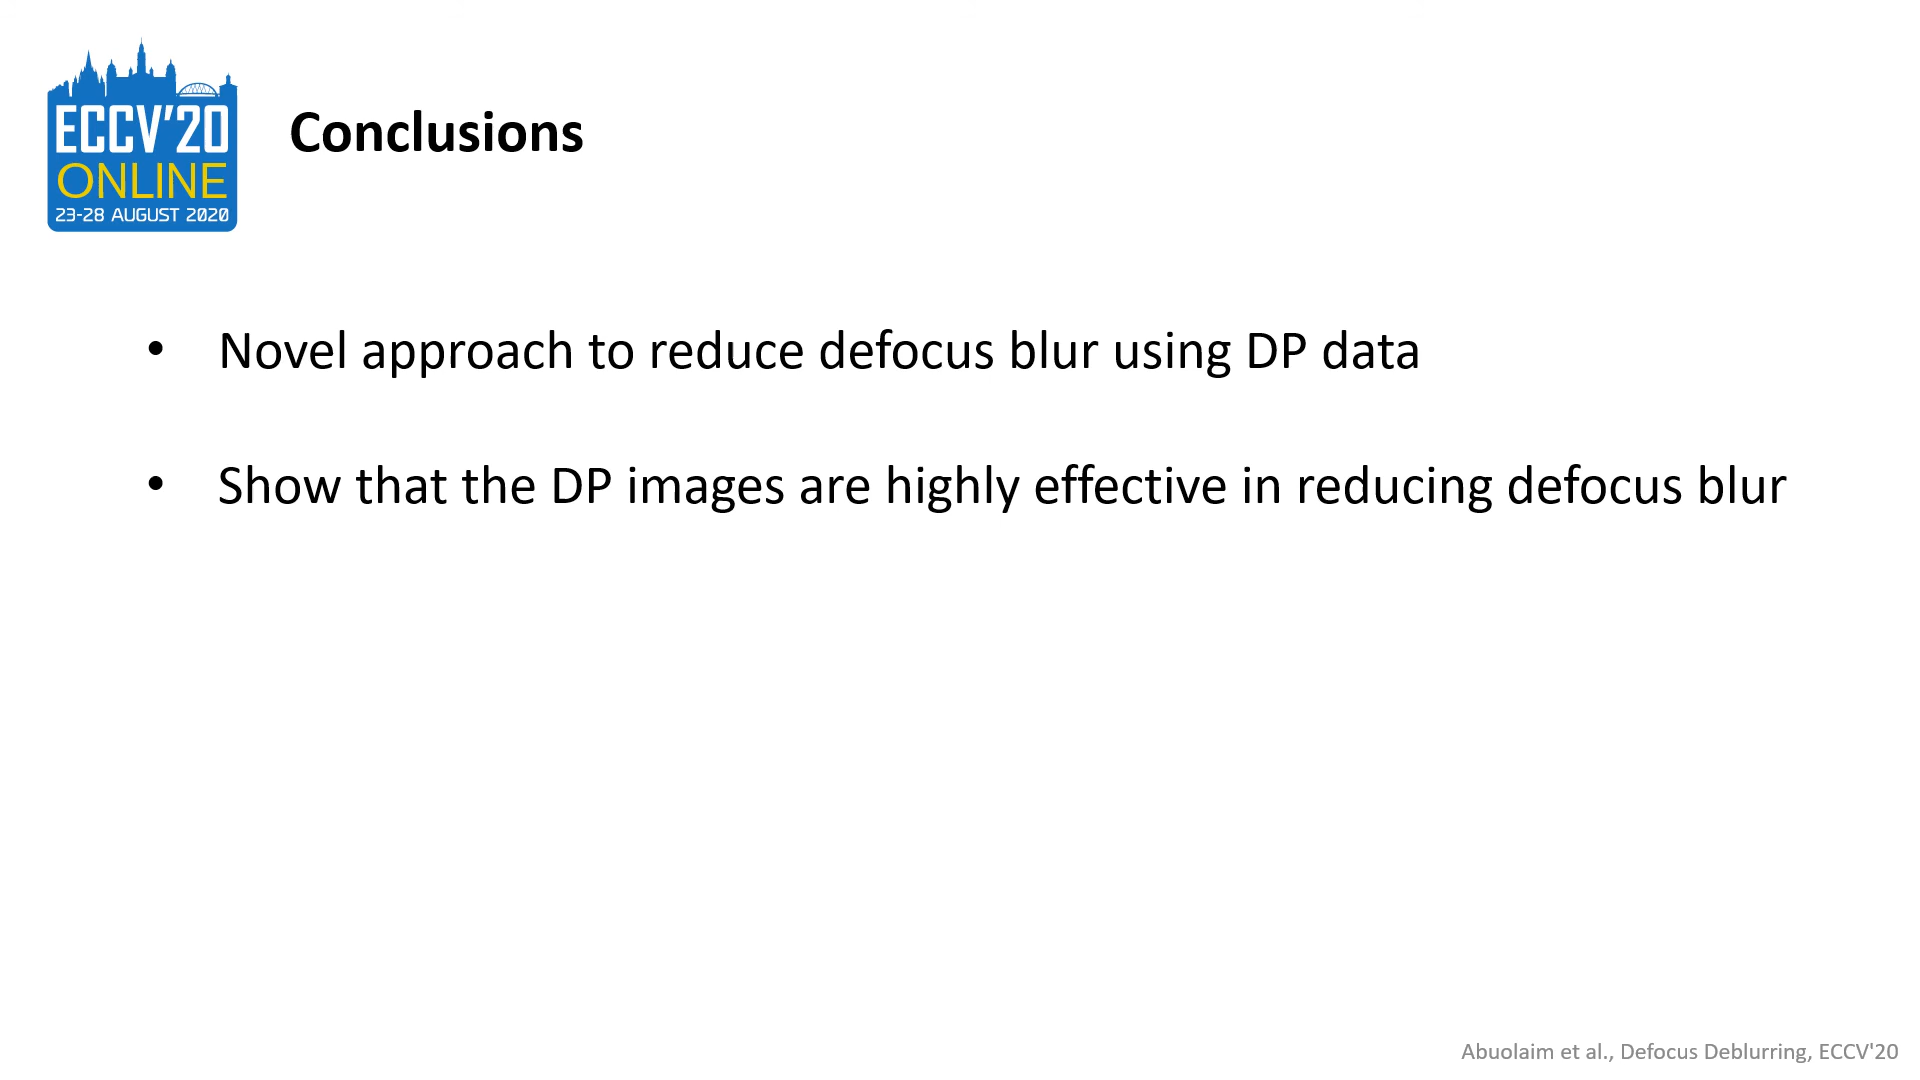 ECCV'20
ONLINE
23-28 AUGUST 2020
Conclusions
• Novel approach to reduce defocus blur using DP data
• Show that the DP images are highly effective in reducing defocus blur
Abuolaim et al., Defocus Deblurring, ECCV'20